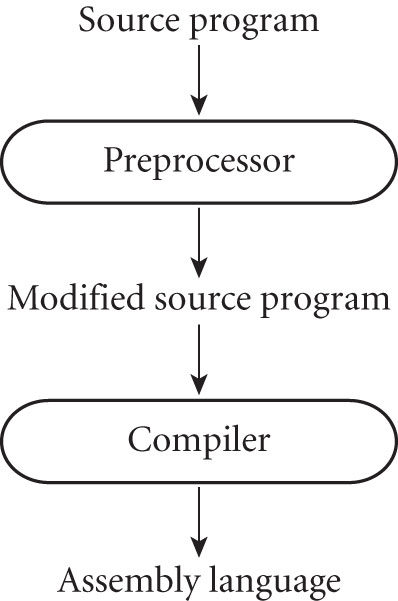 Source program
Preprocessor
Modified source program
Compiler
Assembly language